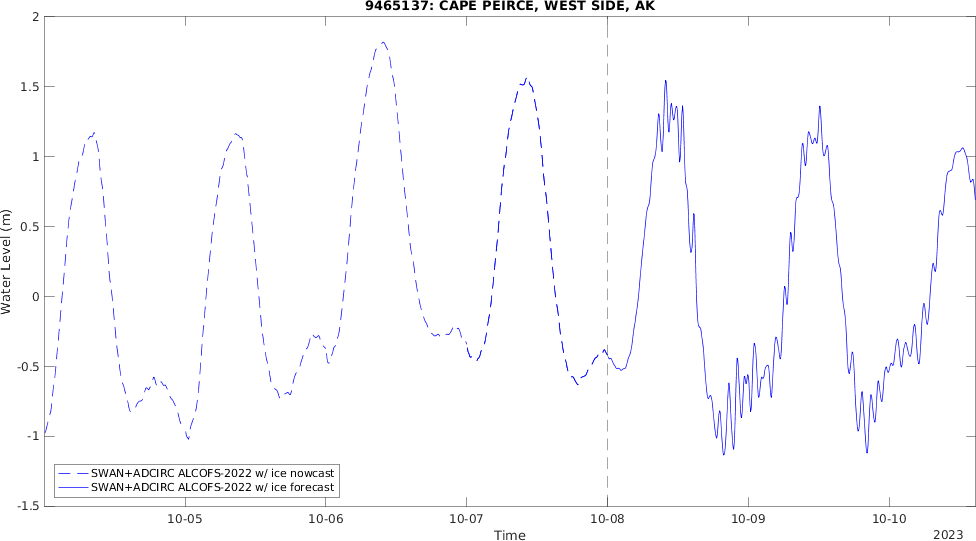 9465137: CAPE PEIRCE, WEST SIDE, AK
2
1.5
1
0.5
0
-0.5
-1
-1.5
Water Level (m)
SWAN+ADCIRC ALCOFS-2022 w/ ice nowcast
SWAN+ADCIRC ALCOFS-2022 w/ ice forecast
10-05 10-06 10-07 10-08 10-09 10-10
Time
2023